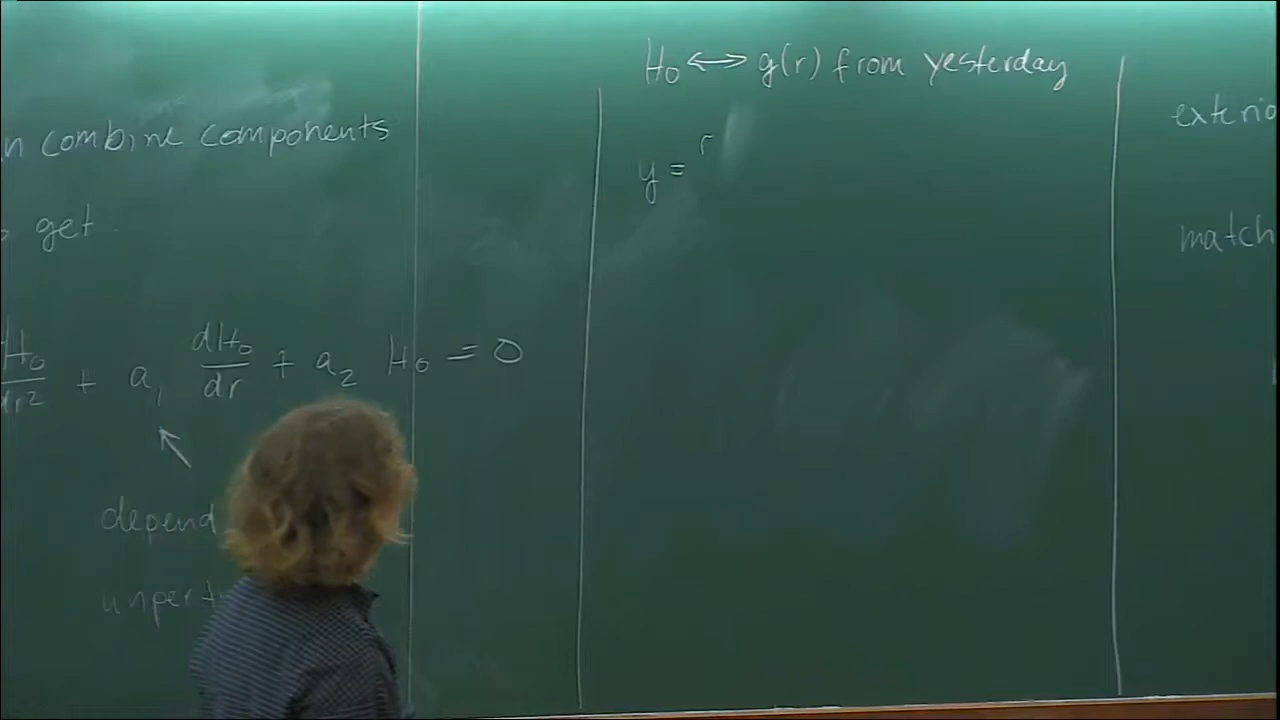 n combine components
get.
H₀/dr² + a₁ dH₀/dr + a₂ H₀ = 0
depend
unpert
H₀ ⟷ g(r) from yesterday
y = r
exterio
match